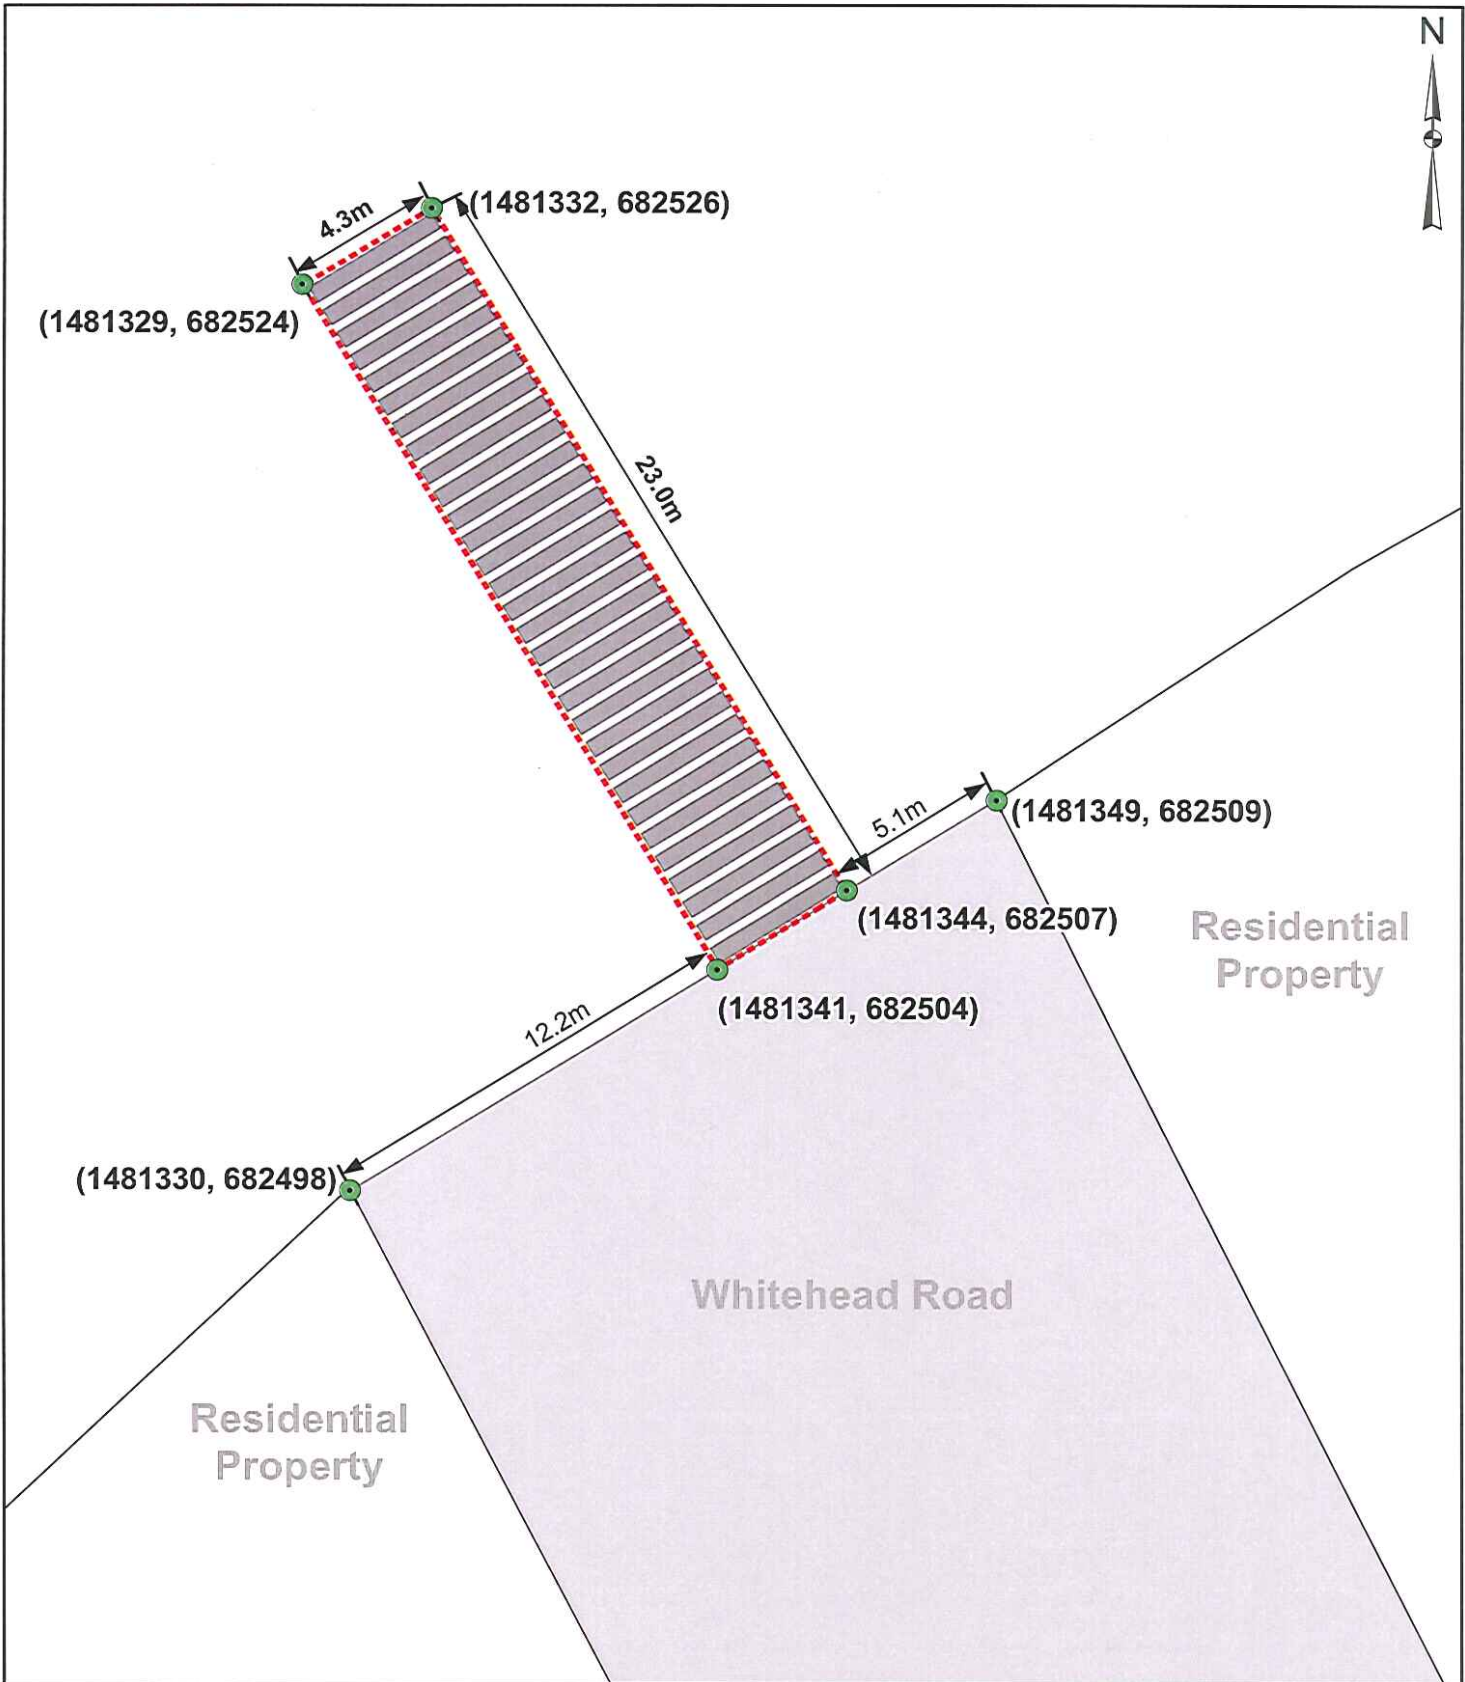 N
(1481332, 682526)
4.3m
(1481329, 682524)
23.0m
5.1m
(1481349, 682509)
(1481344, 682507)
Residential
Property
(1481341, 682504)
12.2m
(1481330, 682498)
Whitehead Road
Residential
Property